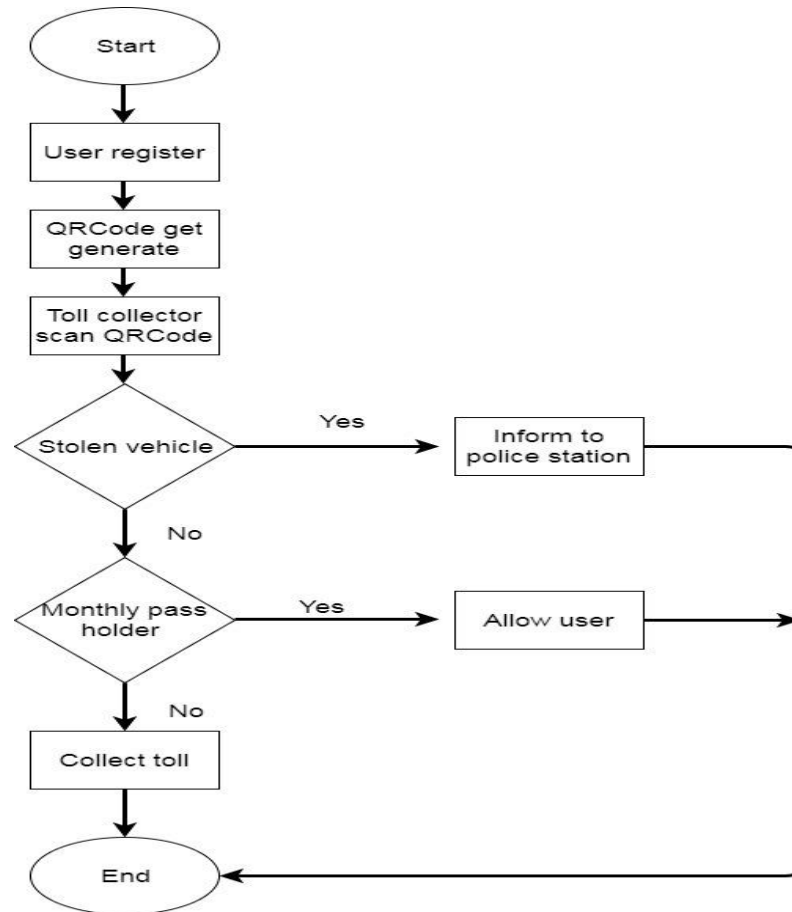 Start
User register
QRCode get
generate
Toll collector
scan QRCode
Stolen vehicle
Yes
Inform to
police station
No
Monthly pass
holder
Yes
Allow user
No
Collect toll
End